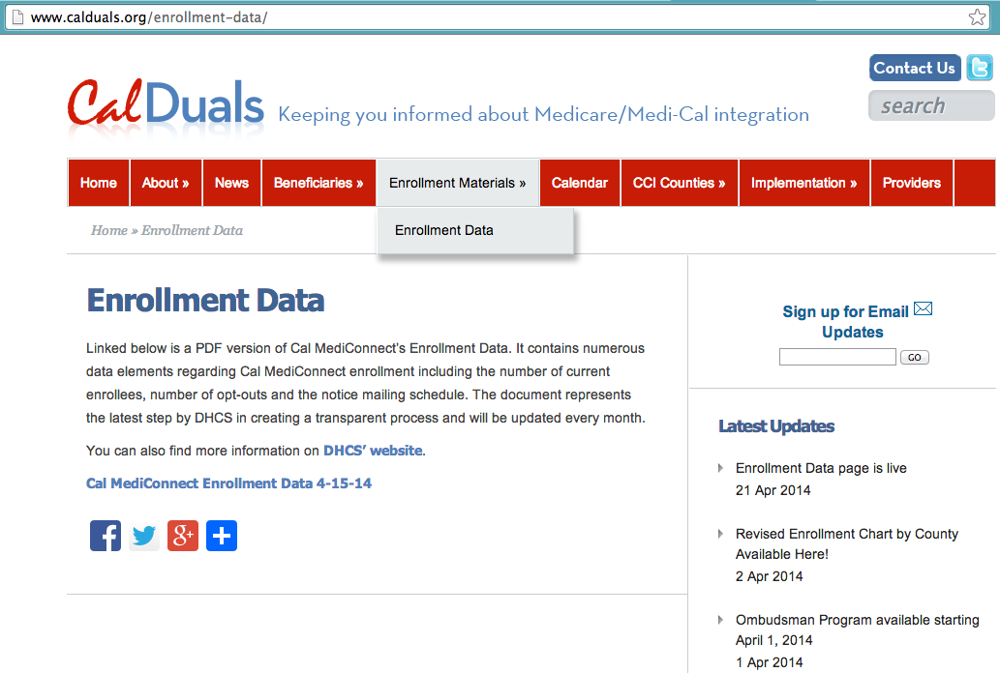 www.calduals.org/enrollment-data/
Contact Us
CalDuals
Keeping you informed about Medicare/Medi-Cal integration
search
Home
About »
News
Beneficiaries »
Enrollment Materials »
Calendar
CCI Counties »
Implementation »
Providers
Home » Enrollment Data
Enrollment Data
Enrollment Data
Linked below is a PDF version of Cal MediConnect's Enrollment Data. It contains numerous
data elements regarding Cal MediConnect enrollment including the number of current
enrollees, number of opt-outs and the notice mailing schedule. The document represents
the latest step by DHCS in creating a transparent process and will be updated every month.
You can also find more information on DHCS' website.
Cal MediConnect Enrollment Data 4-15-14
Sign up for Email
Updates
GO
Latest Updates
Enrollment Data page is live
21 Apr 2014
Revised Enrollment Chart by County
Available Here!
2 Apr 2014
Ombudsman Program available starting
April 1, 2014
1 Apr 2014